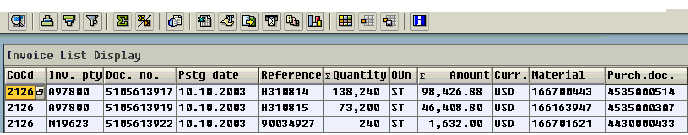 Invoice List Display
CoCd Inv. pty Doc. no. Pstg date Reference Σ Quantity OUn Σ Amount Curr. Material Purch.doc.
2126 A97800 5105613917 10.10.2003 H310814 138,240 ST 98,426.88 USD 166700443 4535000514
2126 A97800 5105613919 10.10.2003 H310815 73,200 ST 46,408.80 USD 166163947 4535000307
2126 N19623 5105613922 10.10.2003 90034927 240 ST 1,632.00 USD 166701621 4430000433